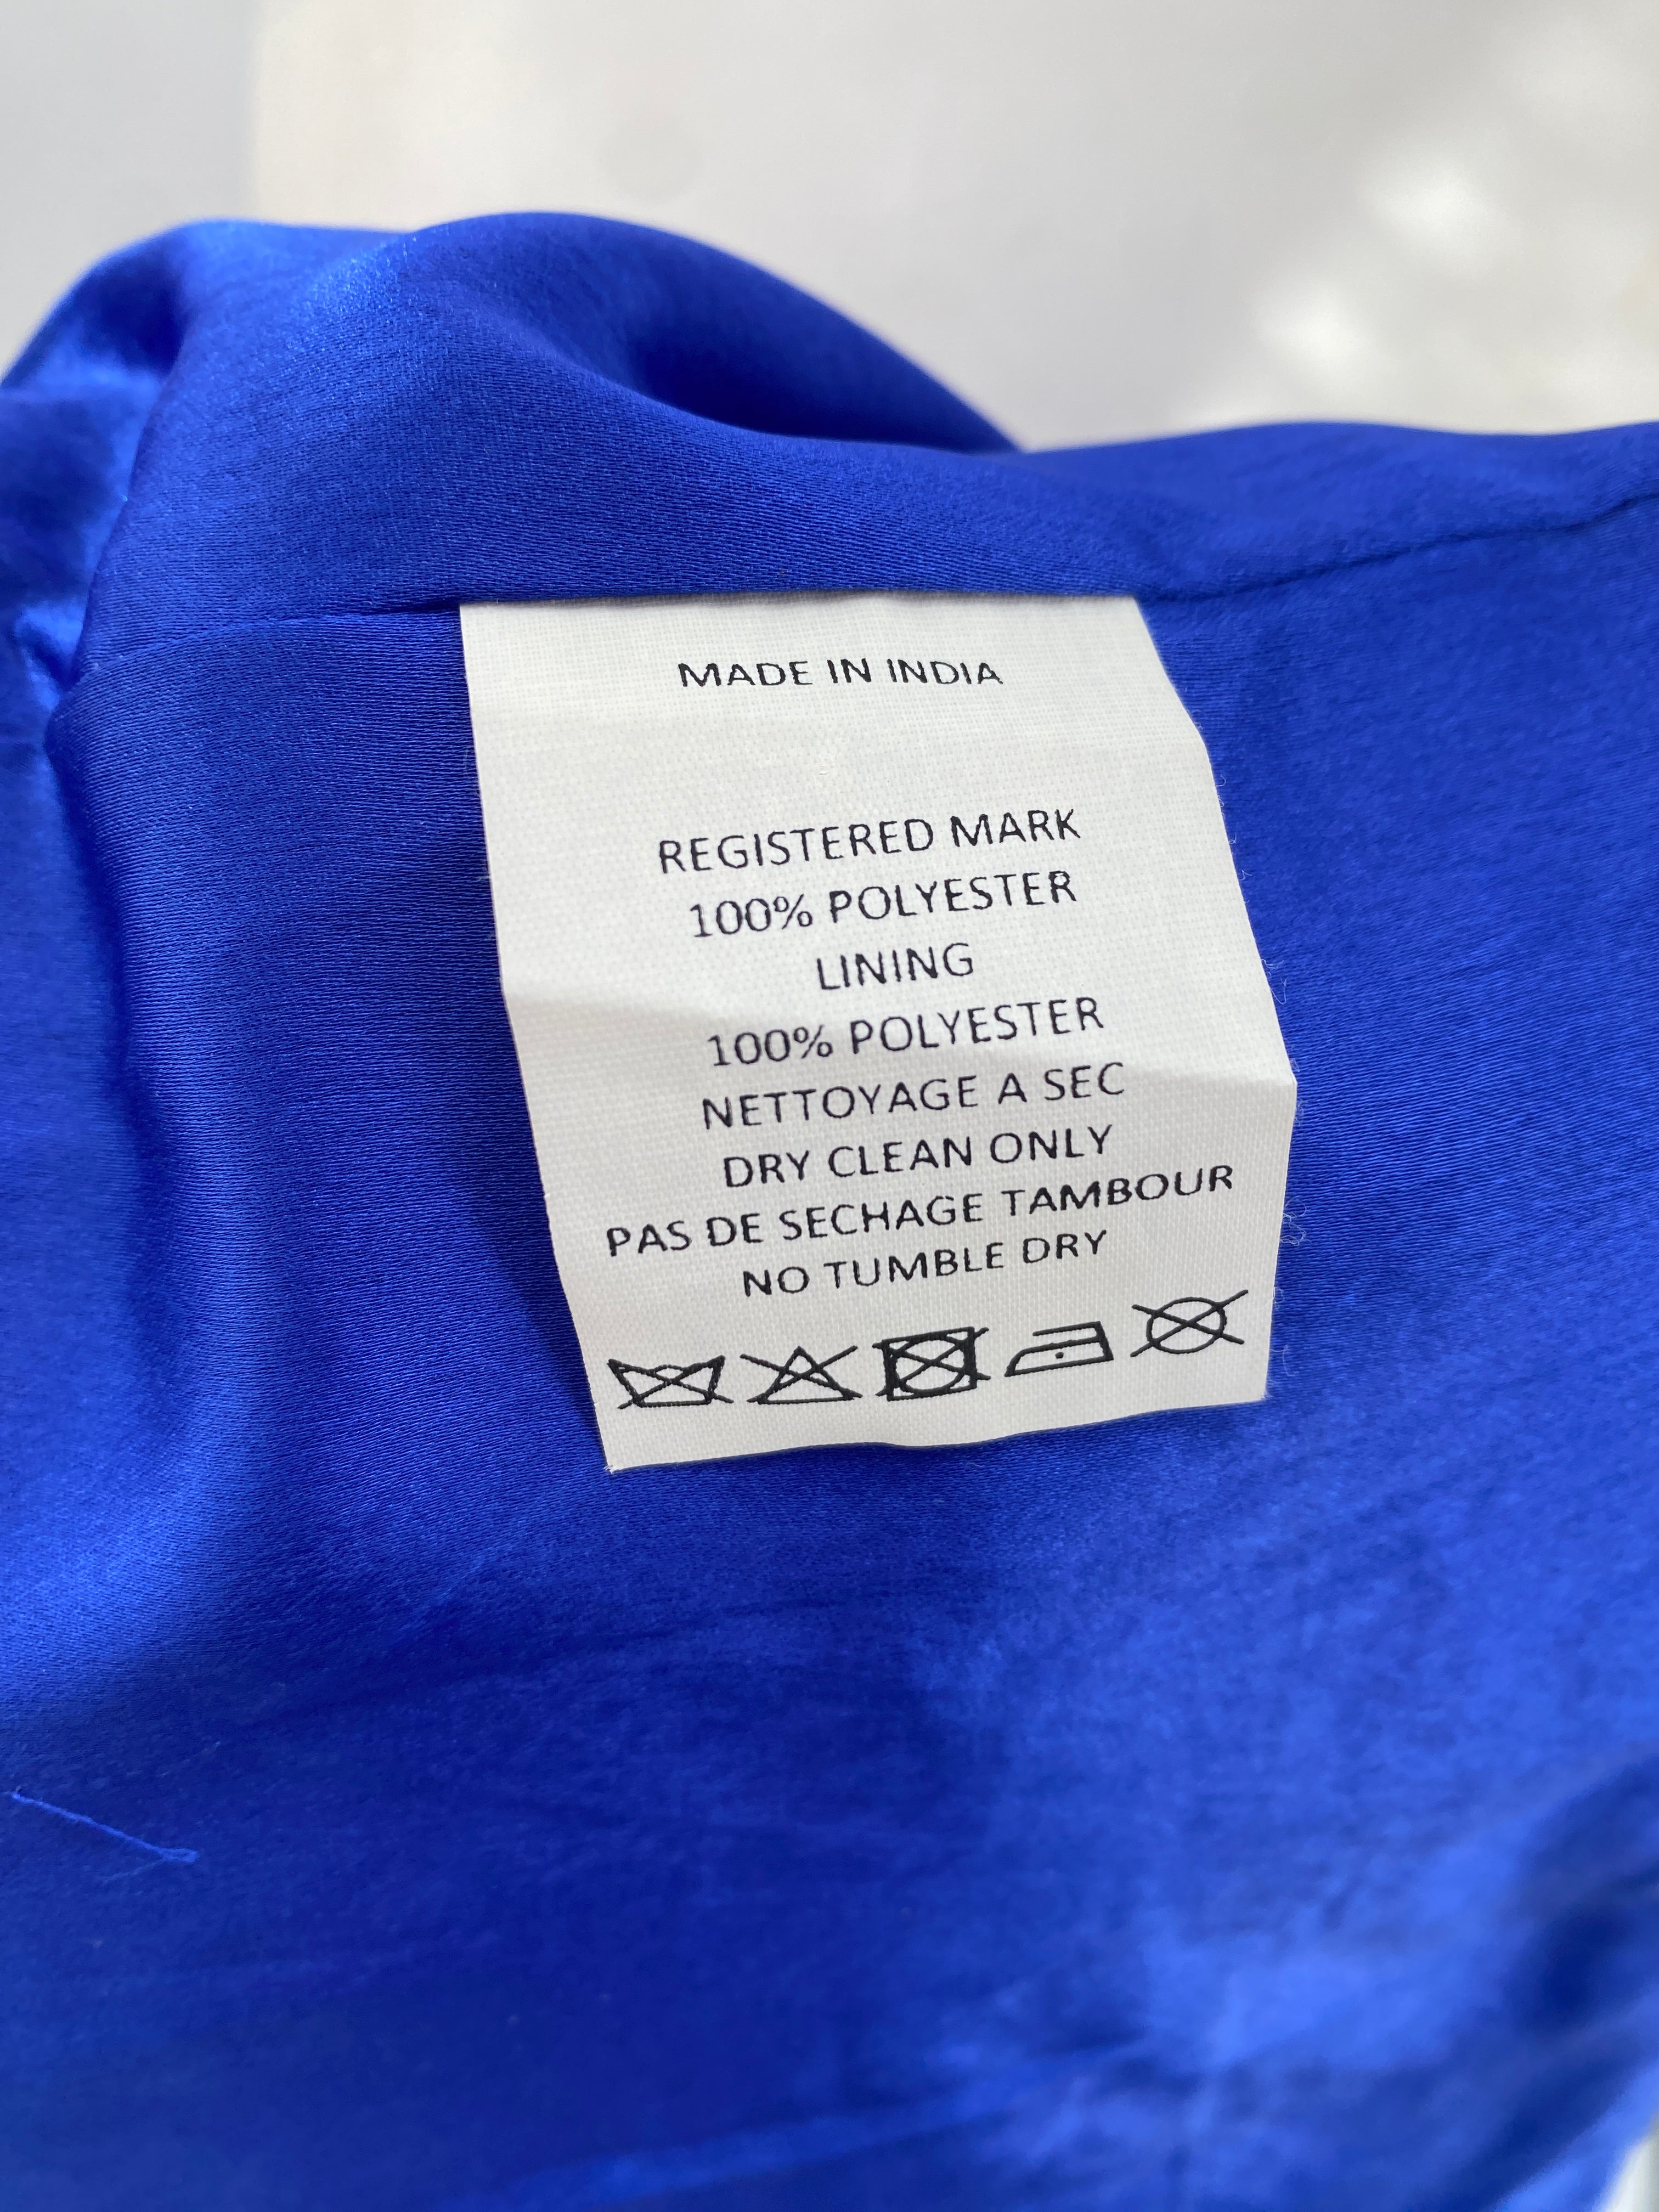 MADE IN INDIA
REGISTERED MARK
100% POLYESTER
LINING
100% POLYESTER
NETTOYAGE A SEC
DRY CLEAN ONLY
PAS DE SECHAGE TAMBOUR
NO TUMBLE DRY